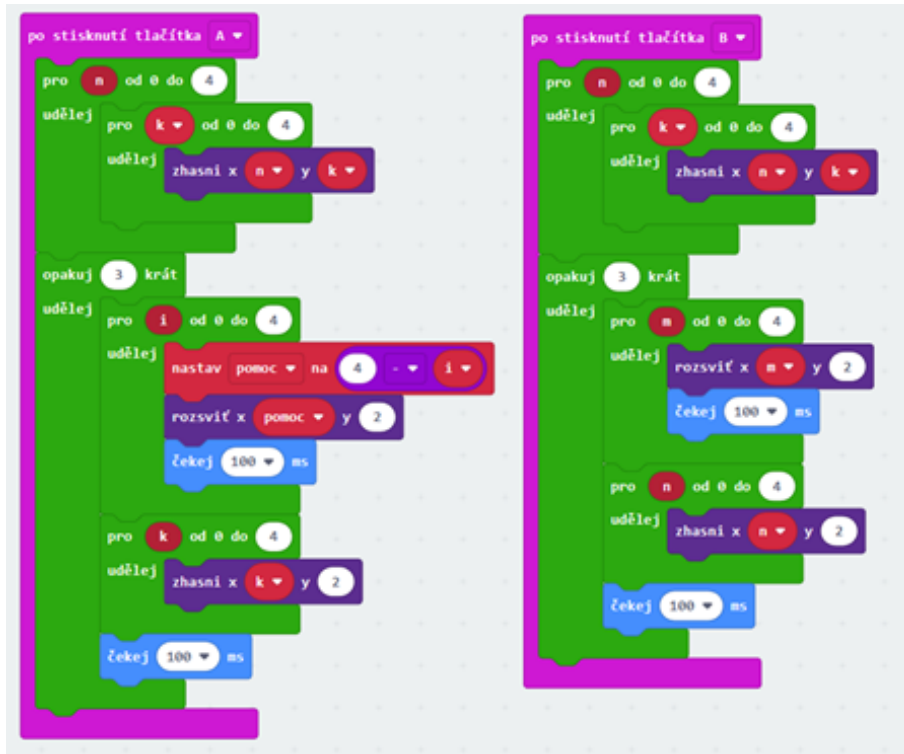 po stisknutí tlačítka A
pro n od 0 do 4
udělej
pro k od 0 do 4
udělej
zhasni x n y k
opakuj 3 krát
udělej
pro i od 0 do 4
udělej
nastav pomoc na 4 - i
rozsviť x pomoc y 2
čekej 100 ms
pro k od 0 do 4
udělej
zhasni x k y 2
čekej 100 ms
po stisknutí tlačítka B
pro n od 0 do 4
udělej
pro k od 0 do 4
udělej
zhasni x n y k
opakuj 3 krát
udělej
pro m od 0 do 4
udělej
rozsviť x m y 2
čekej 100 ms
pro n od 0 do 4
udělej
zhasni x n y 2
čekej 100 ms